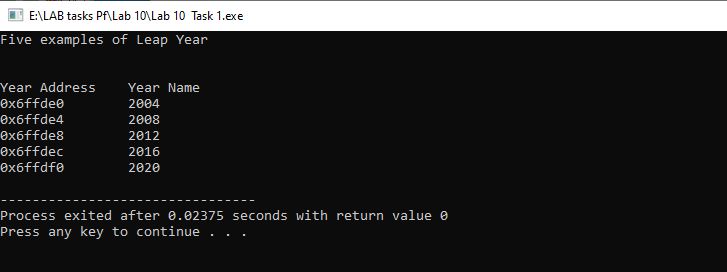 E:\LAB tasks Pf\Lab 10\Lab 10  Task 1.exe
Five examples of Leap Year
Year Address    Year Name
0x6ffde0        2004
0x6ffde4        2008
0x6ffde8        2012
0x6ffdec        2016
0x6ffdf0        2020
--------------------------------
Process exited after 0.02375 seconds with return value 0
Press any key to continue . . .